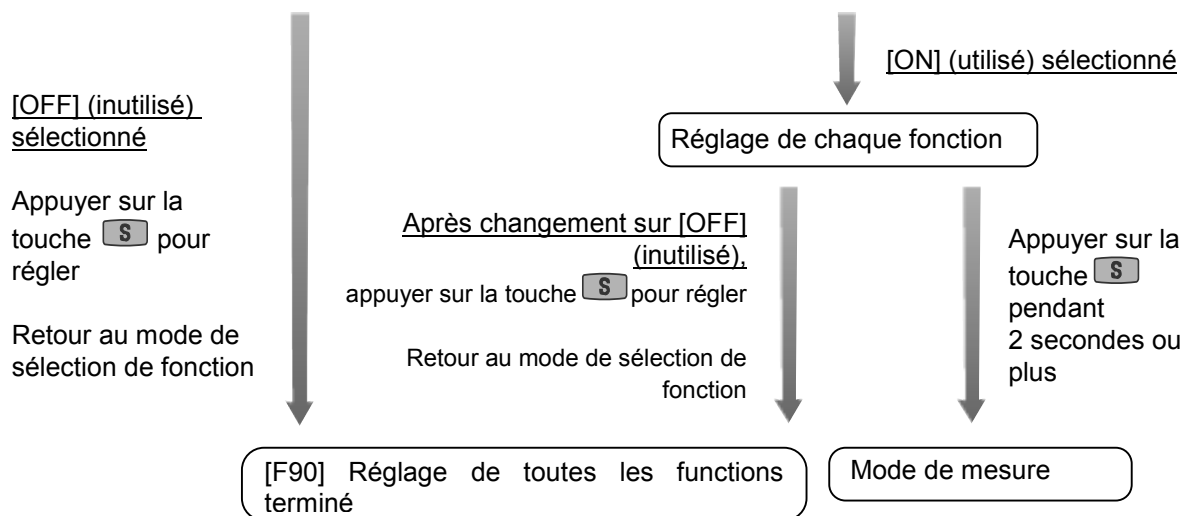 [ON] (utilisé) sélectionné
[OFF] (inutilisé)
sélectionné
Réglage de chaque fonction
Appuyer sur la
touche S pour
régler
Retour au mode de
sélection de fonction
Après changement sur [OFF]
(inutilisé),
appuyer sur la touche S pour régler
Retour au mode de sélection de
fonction
Appuyer sur la
touche S
pendant
2 secondes ou
plus
[F90] Réglage de toutes les functions
terminé
Mode de mesure